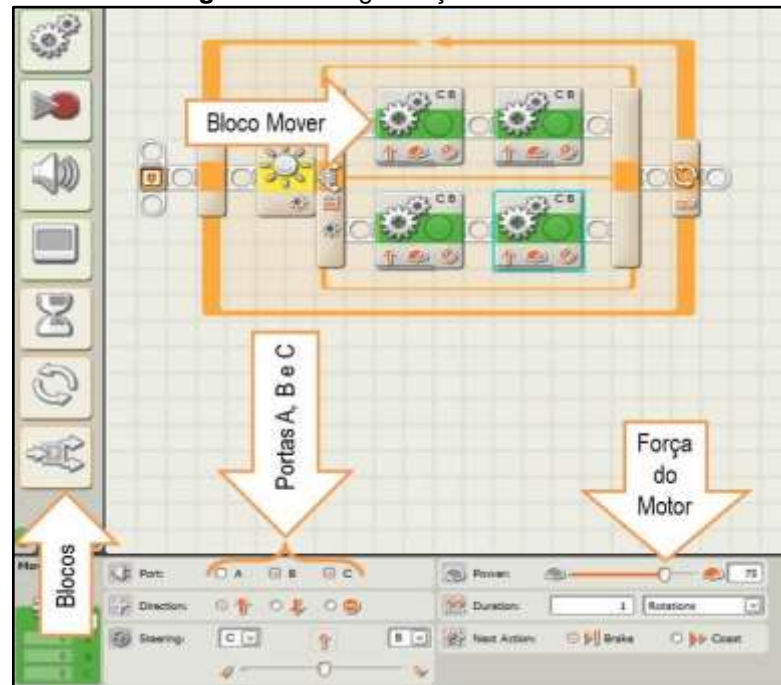 Bloco Mover
C B
C B
C B
C B
Portas A, B e C
Força
do
Motor
Blocos
Port:
A
B
C
Power:
75
Direction:
Duration:
1
Rotations
Steering:
C
B
Next Action:
Brake
Coast